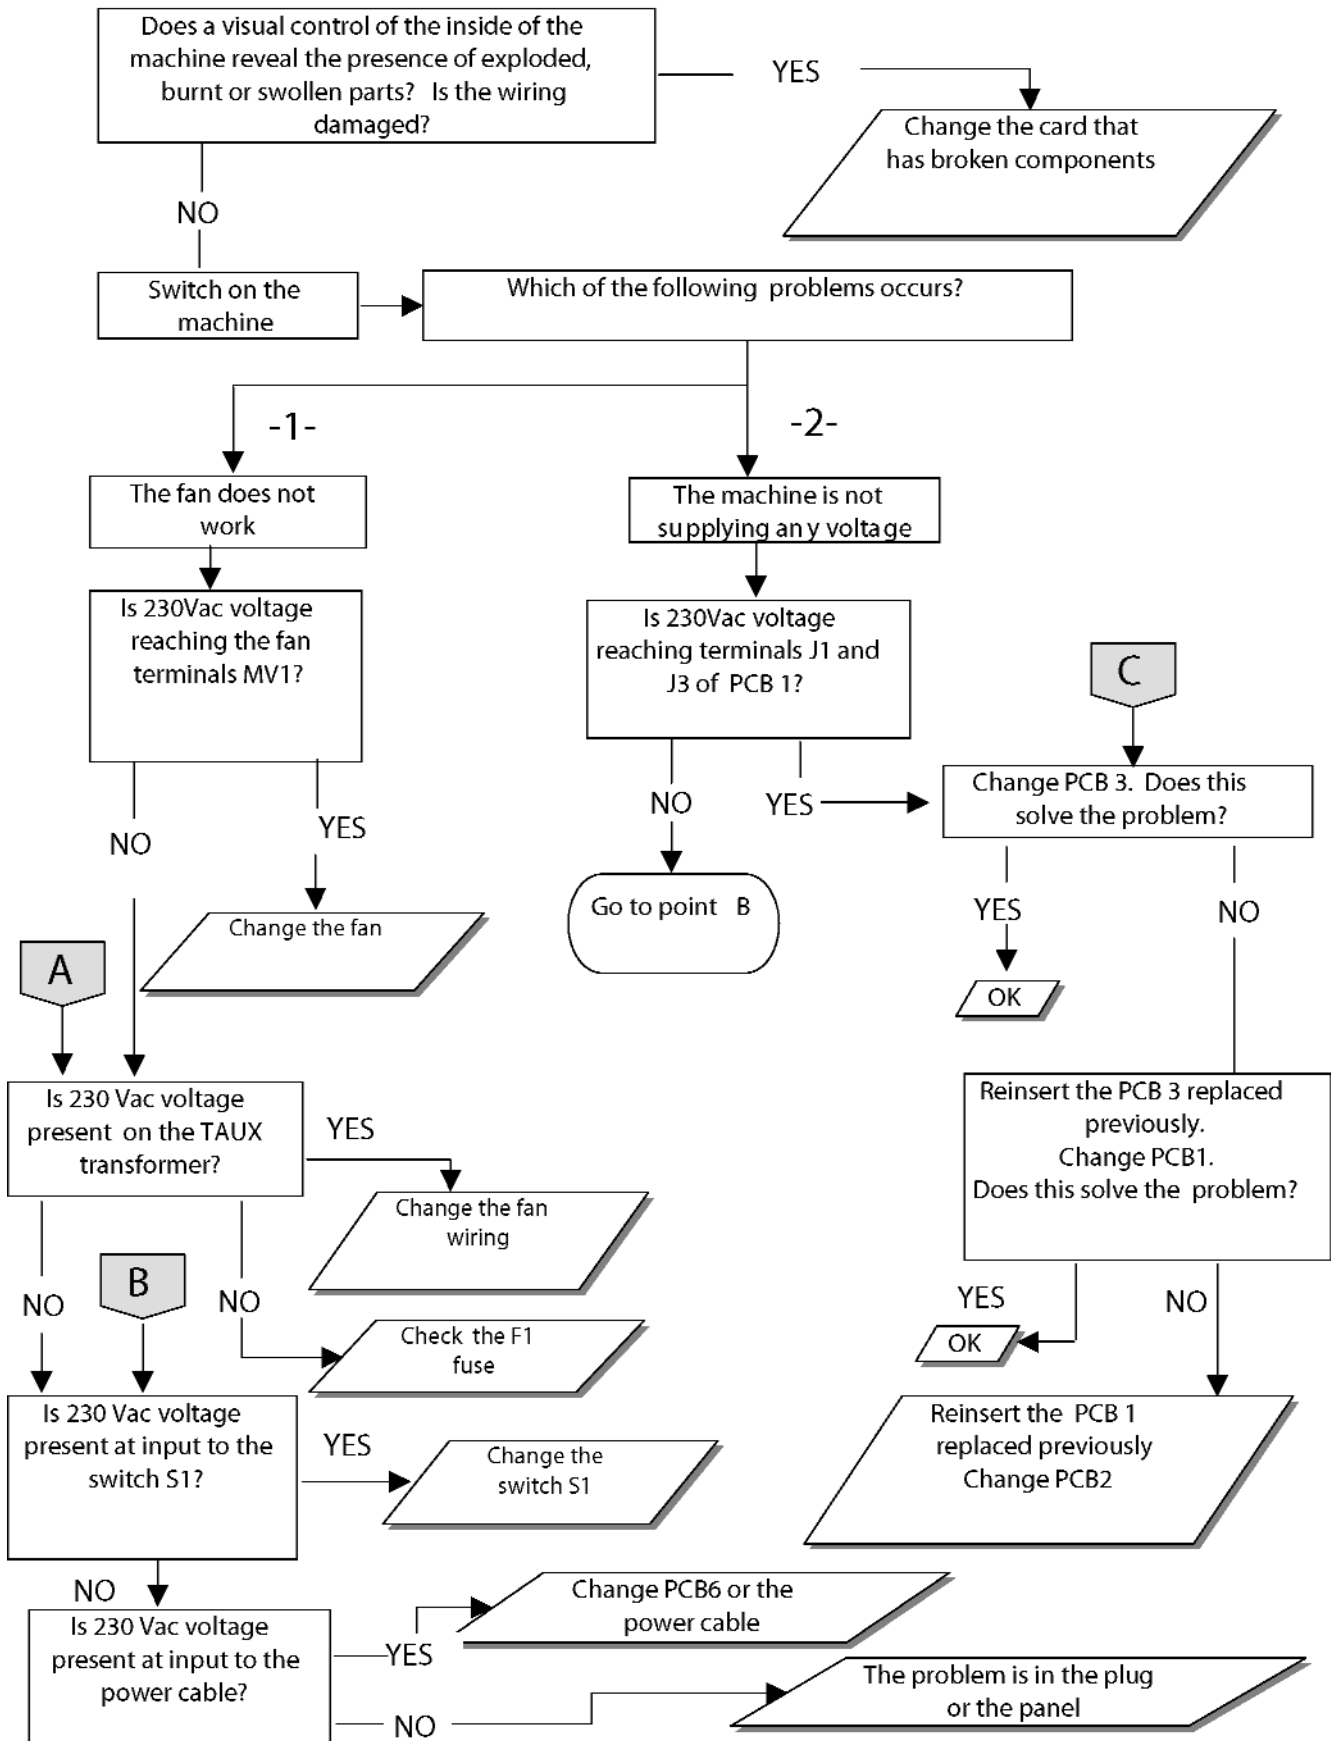 Does a visual control of the inside of the
machine reveal the presence of exploded,
burnt or swollen parts? Is the wiring
damaged?
YES
Change the card that
has broken components
NO
Switch on the
machine
Which of the following problems occurs?
-1-
-2-
The fan does not
work
The machine is not
supplying any voltage
Is 230Vac voltage
reaching the fan
terminals MV1?
Is 230Vac voltage
reaching terminals J1 and
J3 of PCB 1?
C
NO
YES
NO
YES
Change PCB 3. Does this
solve the problem?
Change the fan
Go to point B
YES
NO
OK
A
Is 230 Vac voltage
present on the TAUX
transformer?
YES
Change the fan
wiring
Reinsert the PCB 3 replaced
previously.
Change PCB1.
Does this solve the problem?
B
NO
NO
Check the F1
fuse
YES
NO
OK
Is 230 Vac voltage
present at input to the
switch S1?
YES
Change the
switch S1
Reinsert the PCB 1
replaced previously
Change PCB2
NO
Is 230 Vac voltage
present at input to the
power cable?
YES
Change PCB6 or the
power cable
NO
The problem is in the plug
or the panel